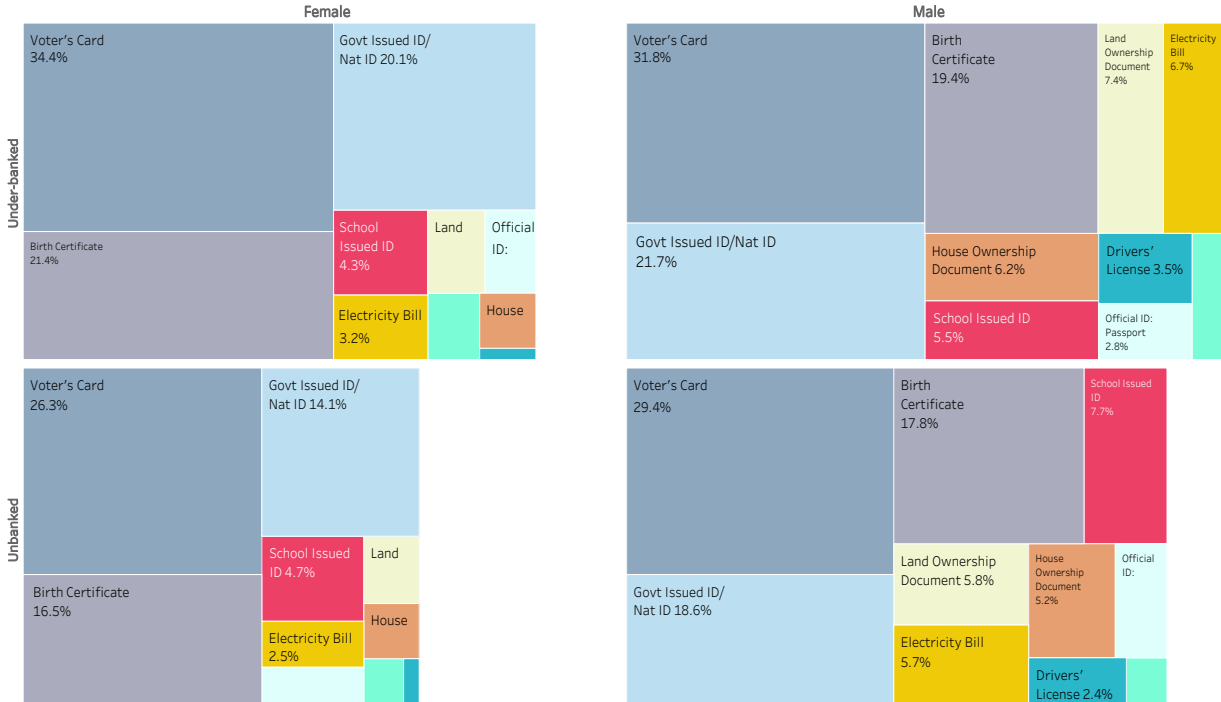 Female
Male
Under-banked
Voter's Card
34.4%
Govt Issued ID/
Nat ID 20.1%
Birth Certificate
21.4%
School
Issued ID
4.3%
Land
Official
ID:
Electricity Bill
3.2%
House
Voter's Card
31.8%
Birth
Certificate
19.4%
Land
Ownership
Document
7.4%
Electricity
Bill
6.7%
Govt Issued ID/Nat ID
21.7%
House Ownership
Document 6.2%
Drivers'
License 3.5%
School Issued ID
5.5%
Official ID:
Passport
2.8%
Unbanked
Voter's Card
26.3%
Govt Issued ID/
Nat ID 14.1%
Birth Certificate
16.5%
School Issued
ID 4.7%
Land
House
Electricity Bill
2.5%
Voter's Card
29.4%
Birth
Certificate
17.8%
School Issued
ID
7.7%
Govt Issued ID/
Nat ID 18.6%
Land Ownership
Document 5.8%
House
Ownership
Document
5.2%
Official
ID:
Electricity Bill
5.7%
Drivers'
License 2.4%